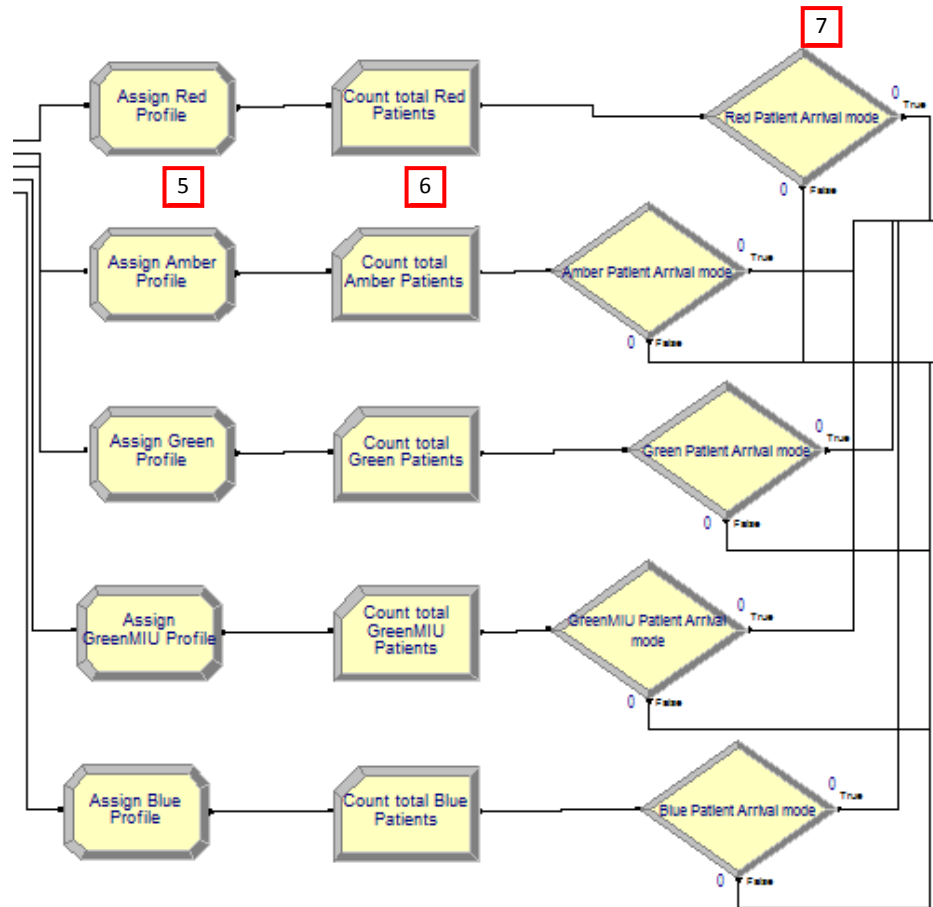 7
Assign Red
Profile
Count total Red
Patients
Red Patient Arrival mode
0
True
0
False
5
6
Assign Amber
Profile
Count total
Amber Patients
Amber Patient Arrival mode
0
True
0
False
Assign Green
Profile
Count total
Green Patients
Green Patient Arrival mode
0
True
0
False
Assign
GreenMIU Profile
Count total
GreenMIU
Patients
GreenMIU Patient Arrival
mode
0
True
0
False
Assign Blue
Profile
Count total Blue
Patients
Blue Patient Arrival mode
0
True
0
False